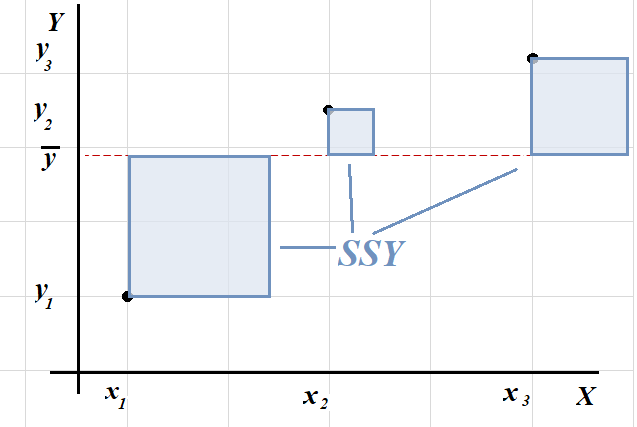 Y
y₃
y₂
y̅
SSY
y₁
x₁ x₂ x₃ X